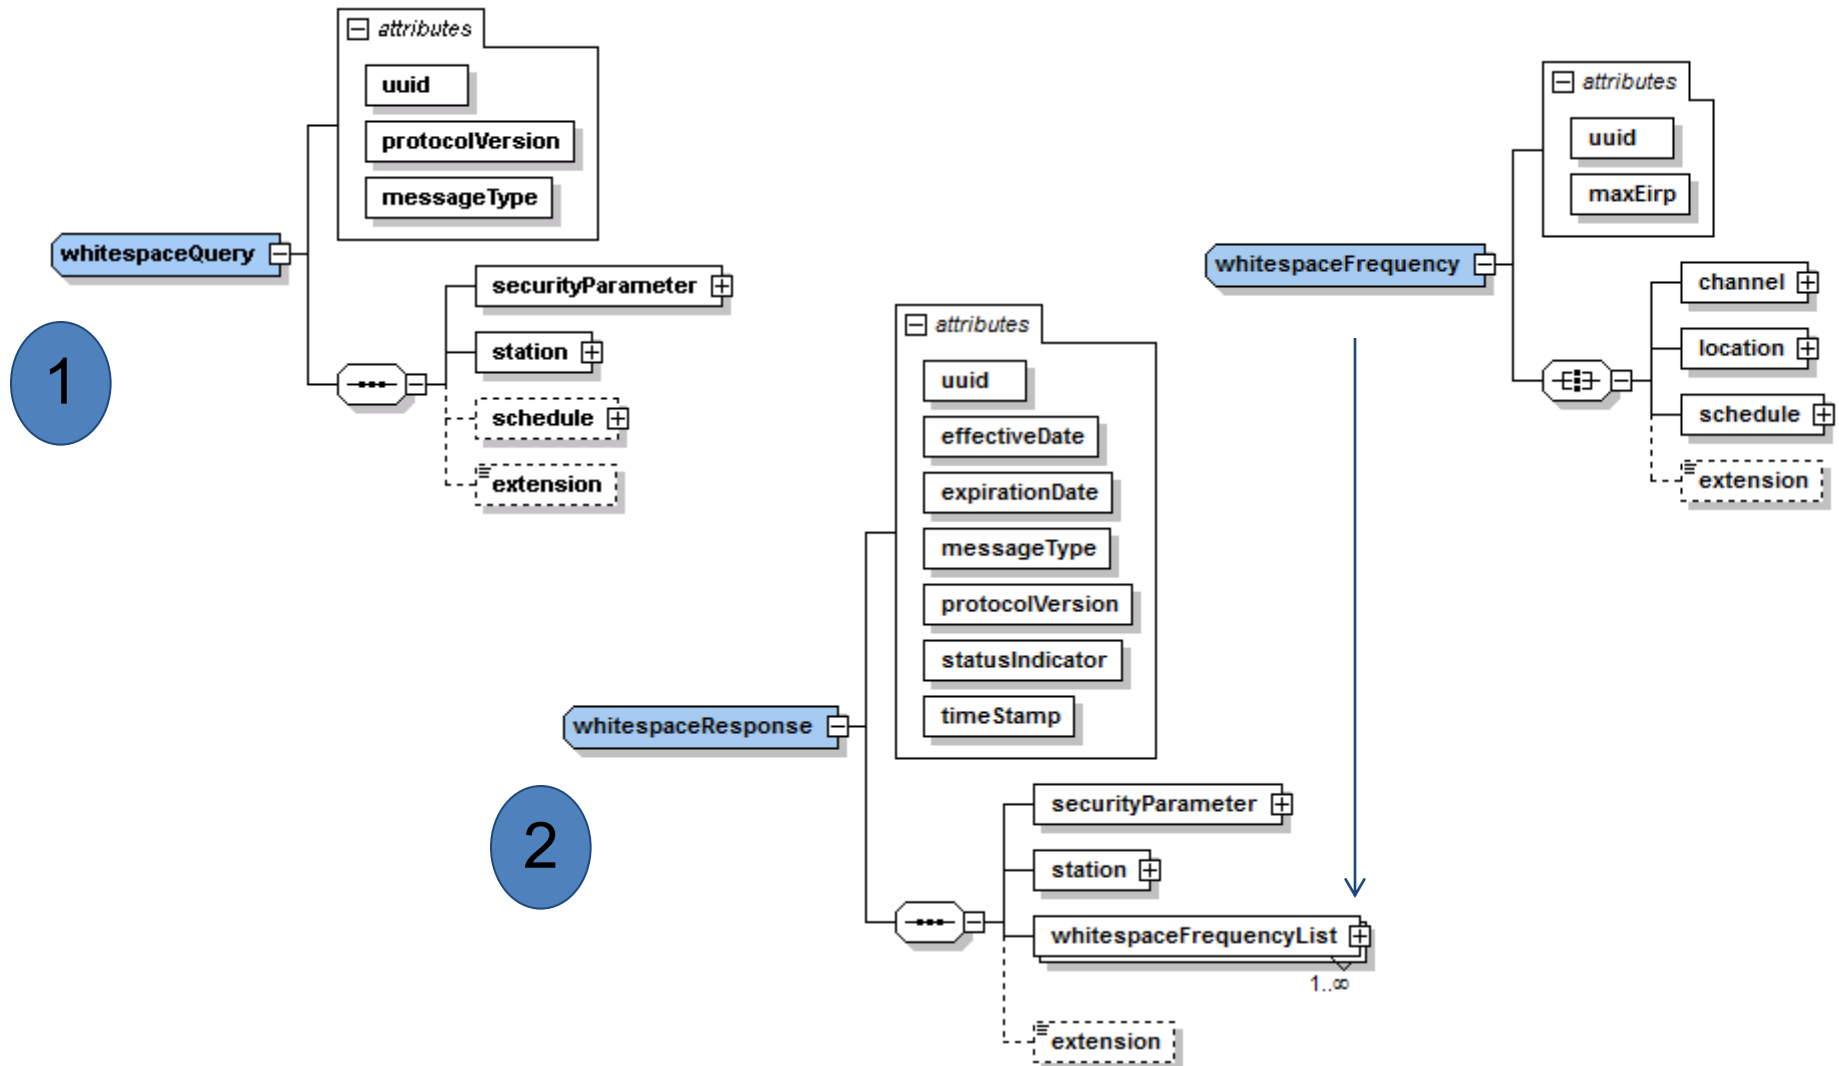 attributes
uuid
protocolVersion
messageType
whitespaceQuery
securityParameter
station
schedule
extension
1
attributes
uuid
maxEirp
whitespaceFrequency
channel
location
schedule
extension
attributes
uuid
effectiveDate
expirationDate
messageType
protocolVersion
statusIndicator
timeStamp
whitespaceResponse
2
securityParameter
station
whitespaceFrequencyList
1..∞
extension